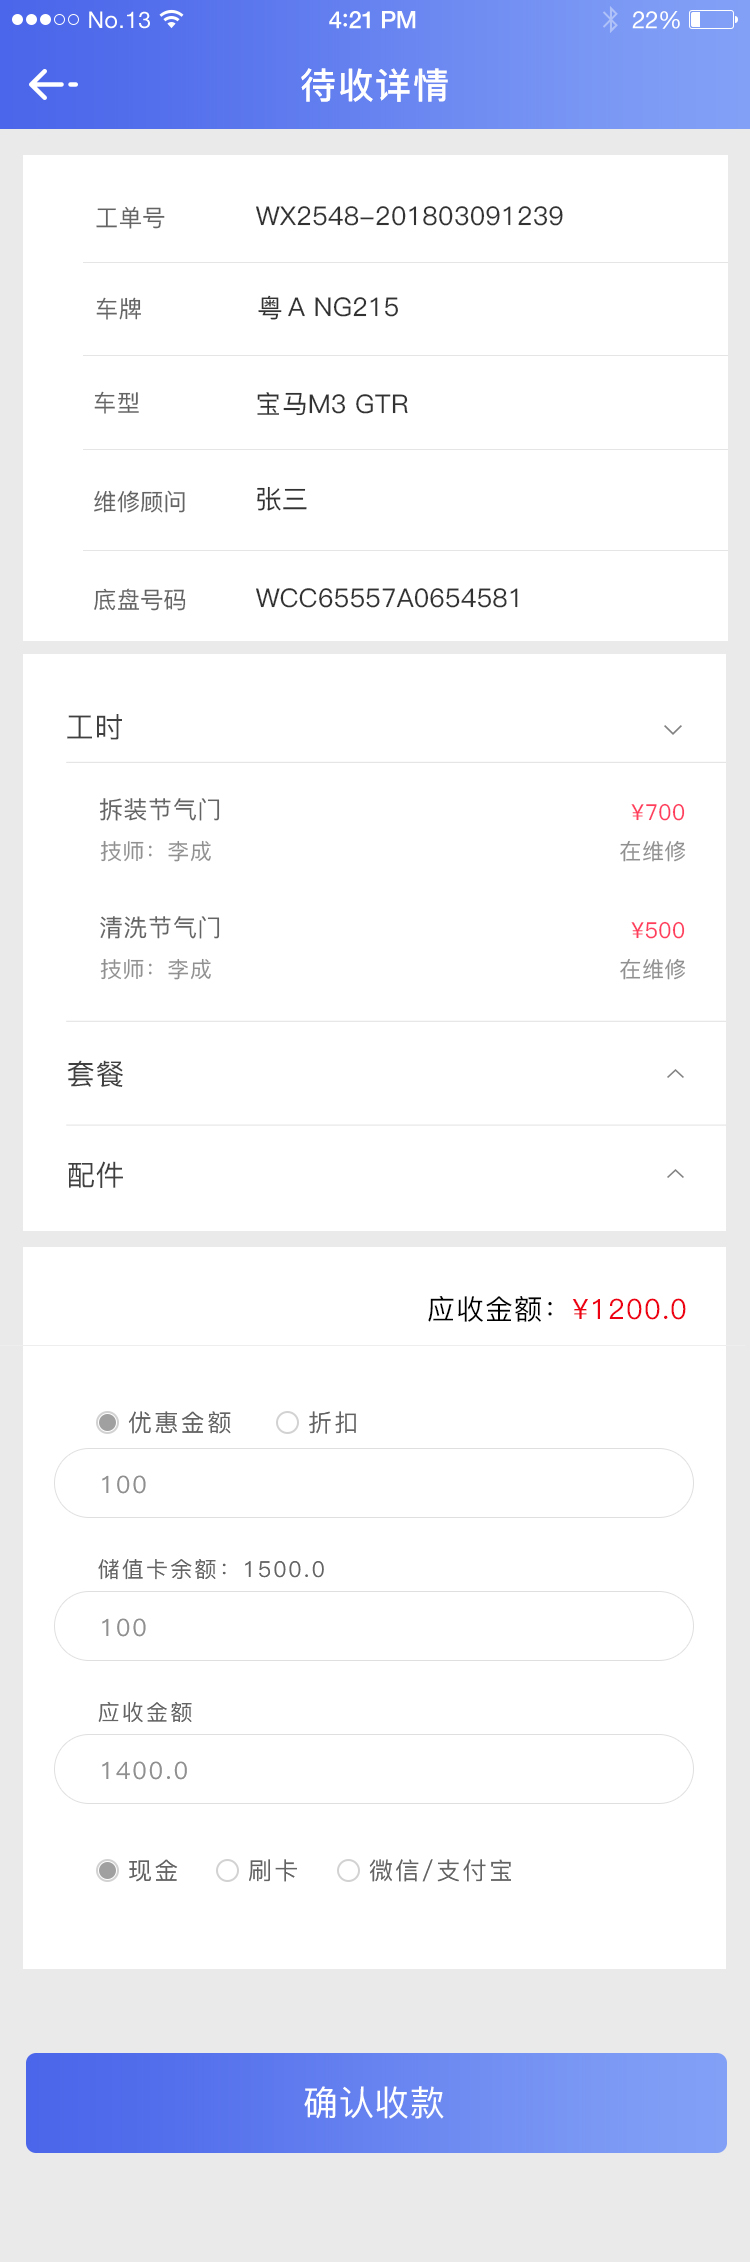 No.13 4:21 PM 22%
待收详情
工单号 WX2548-201803091239
车牌 粤A NG215
车型 宝马M3 GTR
维修顾问 张三
底盘号码 WCC65557A0654581
工时
拆装节气门 ¥700
技师：李成 在维修
清洗节气门 ¥500
技师：李成 在维修
套餐
配件
应收金额：¥1200.0
优惠金额 折扣
100
储值卡余额：1500.0
100
应收金额
1400.0
现金 刷卡 微信/支付宝
确认收款